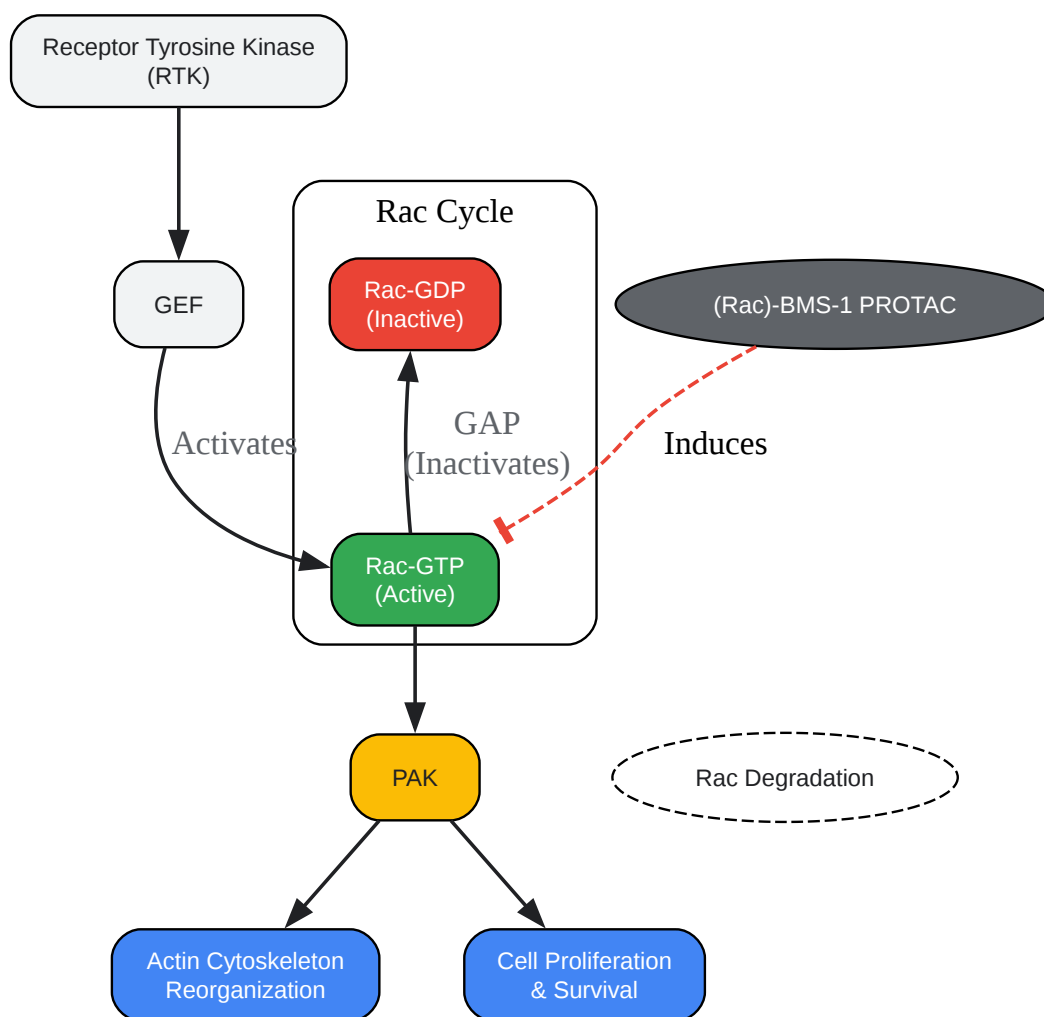 Receptor Tyrosine Kinase
(RTK)
Rac Cycle
GEF
Rac-GDP
(Inactive)
(Rac)-BMS-1 PROTAC
Activates
GAP
(Inactivates)
Induces
Rac-GTP
(Active)
PAK
Rac Degradation
Actin Cytoskeleton
Reorganization
Cell Proliferation
& Survival